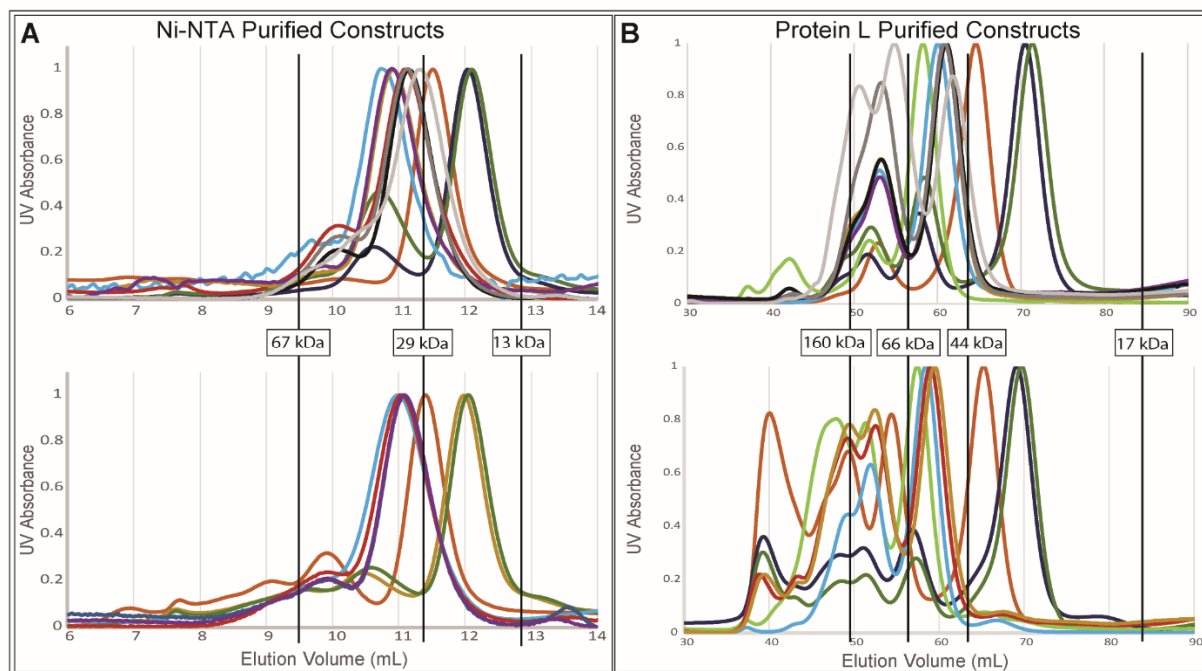 A
Ni-NTA Purified Constructs
UV Absorbance
1
0.8
0.6
0.4
0.2
0
6 7 8 9 10 11 12 13 14
67 kDa 29 kDa 13 kDa
UV Absorbance
1
0.8
0.6
0.4
0.2
0
6 7 8 9 10 11 12 13 14
Elution Volume (mL)
B
Protein L Purified Constructs
UV Absorbance
1
0.8
0.6
0.4
0.2
0
30 40 50 60 70 80 90
160 kDa 66 kDa 44 kDa 17 kDa
UV Absorbance
1
0.8
0.6
0.4
0.2
0
30 40 50 60 70 80 90
Elution Volume (mL)